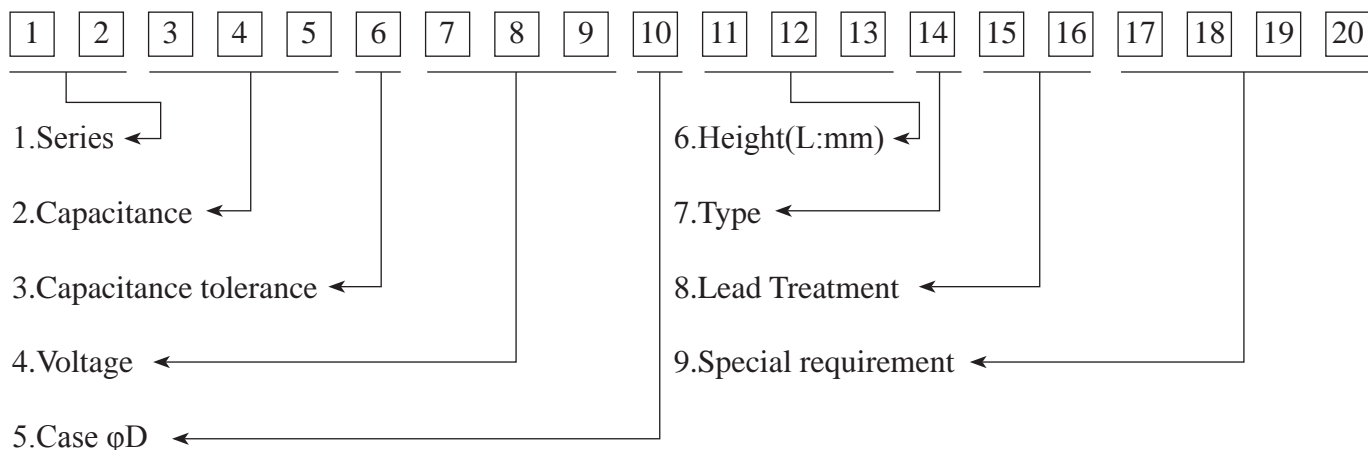 1 2 3 4 5 6 7 8 9 10 11 12 13 14 15 16 17 18 19 20
1.Series
6.Height(L:mm)
2.Capacitance
7.Type
3.Capacitance tolerance
8.Lead Treatment
4.Voltage
9.Special requirement
5.Case φD